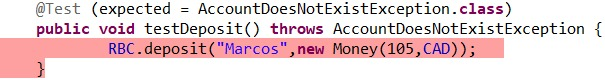 @Test (expected = AccountDoesNotExistException.class)
public void testDeposit() throws AccountDoesNotExistException {
RBC.deposit("Marcos",new Money(105,CAD));
}